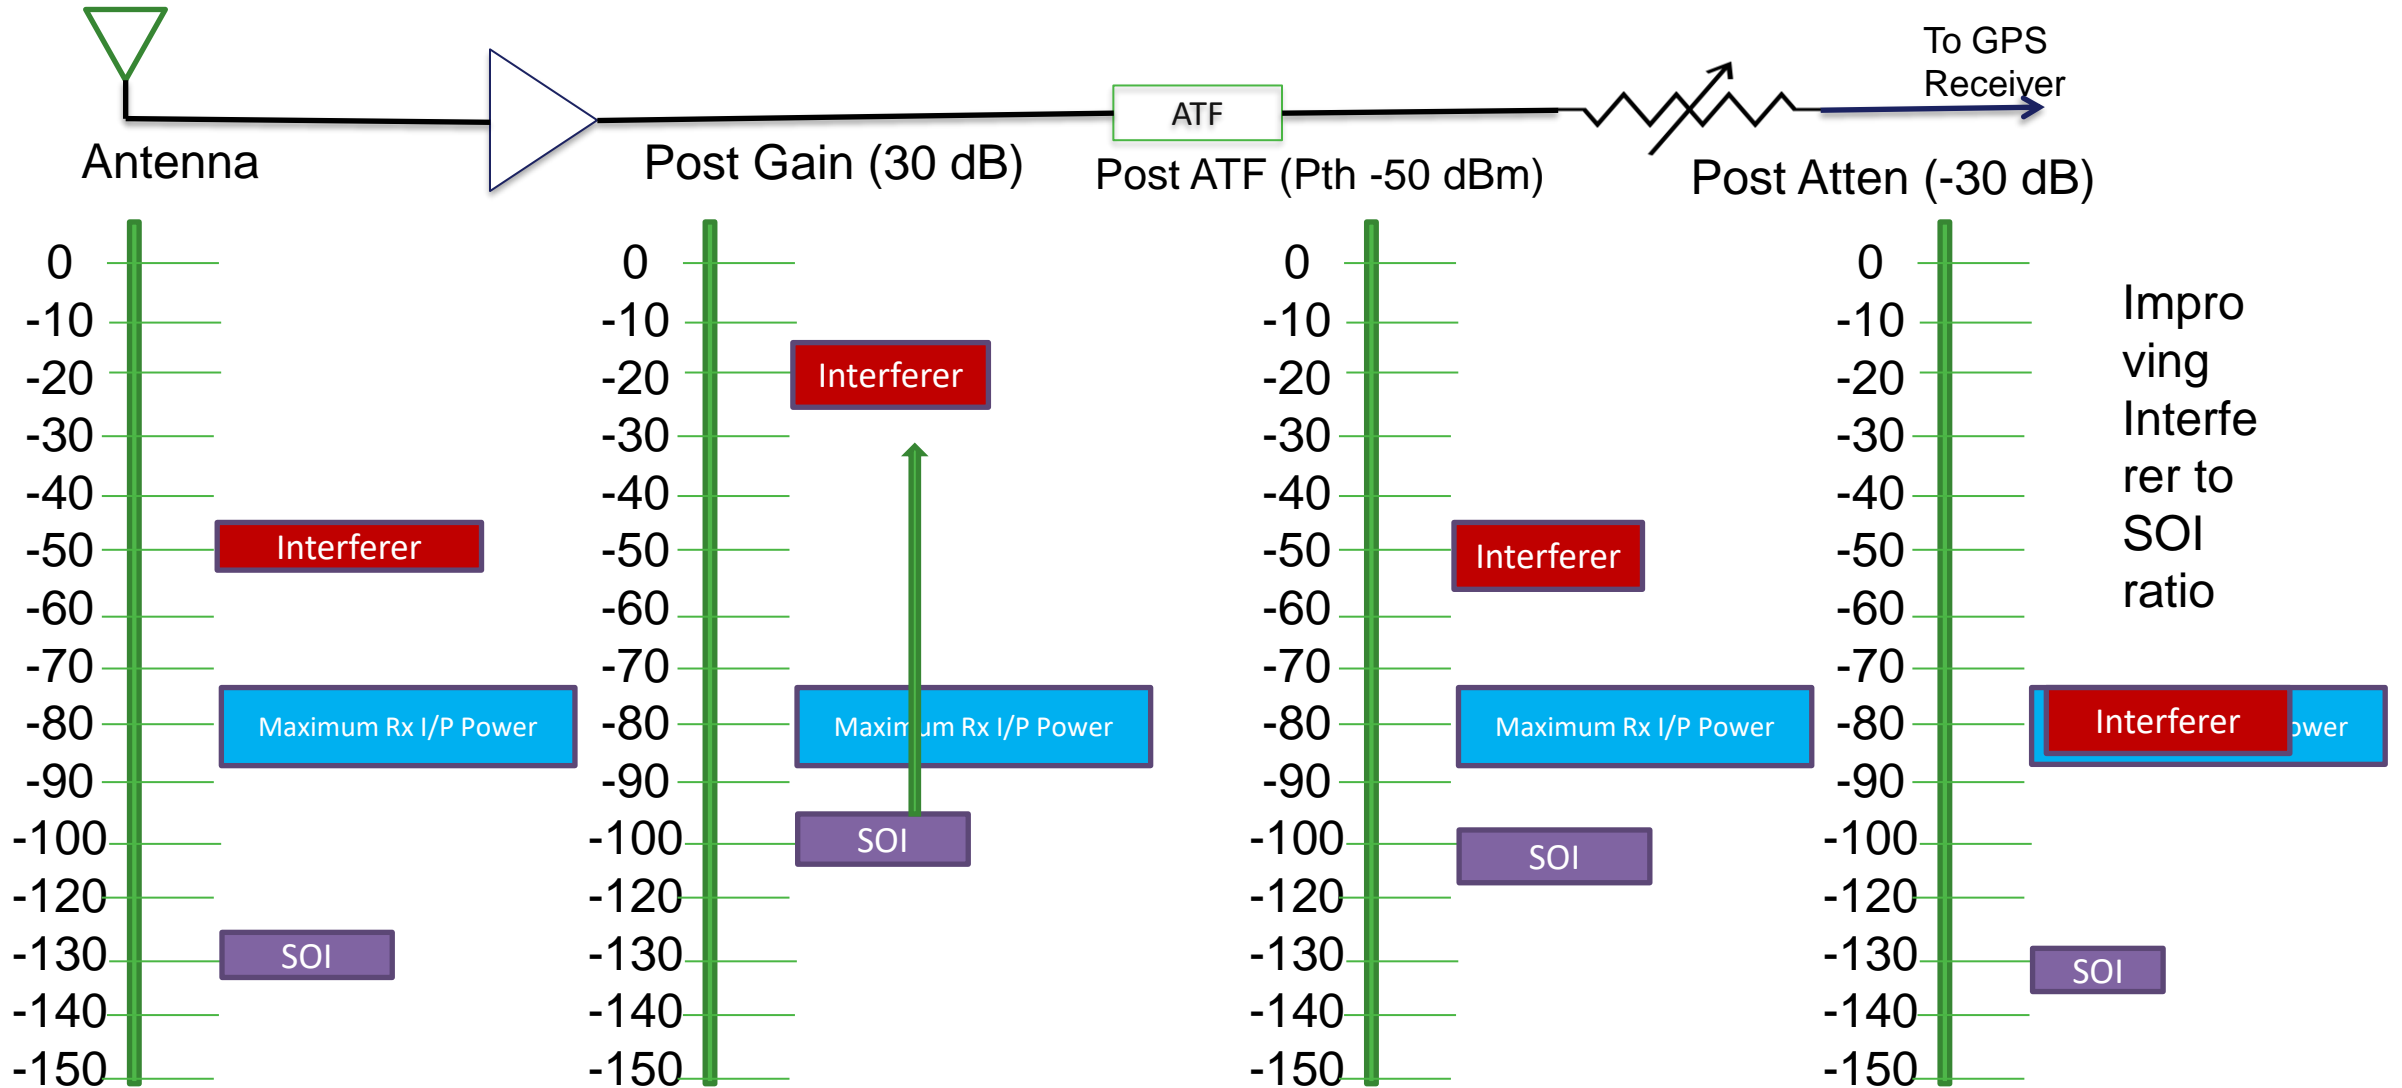 To GPS
Receiver
ATF
Antenna
Post Gain (30 dB)
Post ATF (Pth -50 dBm)
Post Atten (-30 dB)
0
-10
-20
-30
-40
-50
-60
-70
-80
-90
-100
-120
-130
-140
-150
Interferer
Maximum Rx I/P Power
SOI
0
-10
-20
-30
-40
-50
-60
-70
-80
-90
-100
-120
-130
-140
-150
Interferer
Maximum Rx I/P Power
SOI
0
-10
-20
-30
-40
-50
-60
-70
-80
-90
-100
-120
-130
-140
-150
Interferer
Maximum Rx I/P Power
SOI
0
-10
-20
-30
-40
-50
-60
-70
-80
-90
-100
-120
-130
-140
-150
Interferer
SOI
Impro
ving
Interfe
rer to
SOI
ratio